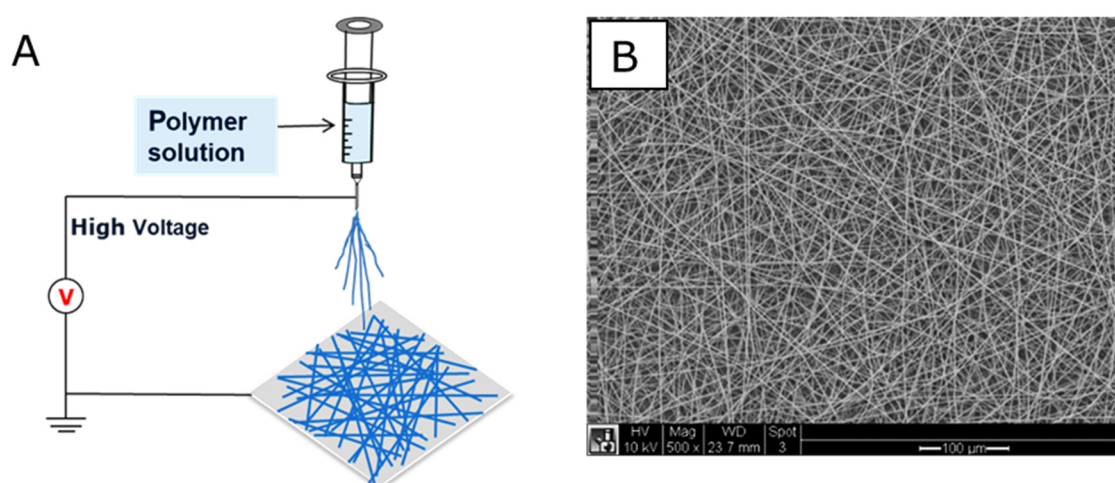 A
Polymer
solution
High Voltage
V
B
HV
Mag
WD
Spot
10 kV
500 x
23.7 mm
3
100 µm